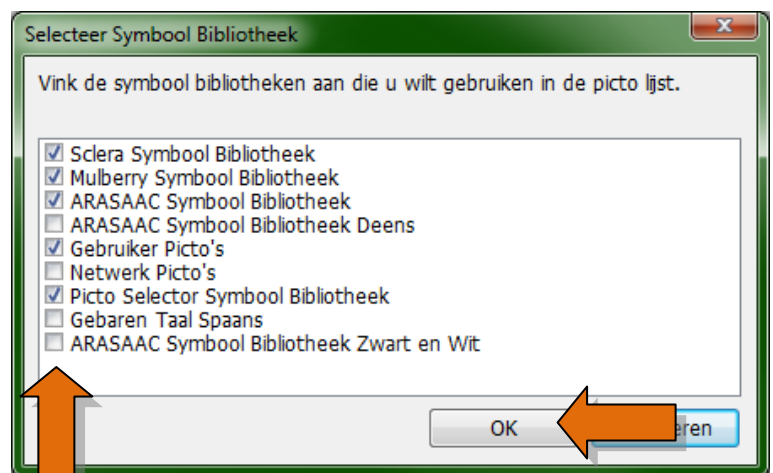 Selecteer Symbool Bibliotheek
Vink de symbool bibliotheken aan die u wilt gebruiken in de picto lijst.
Sclera Symbool Bibliotheek
Mulberry Symbool Bibliotheek
ARASAAC Symbool Bibliotheek
ARASAAC Symbool Bibliotheek Deens
Gebruiker Picto's
Netwerk Picto's
Picto Selector Symbool Bibliotheek
Gebaren Taal Spaans
ARASAAC Symbool Bibliotheek Zwart en Wit
OK